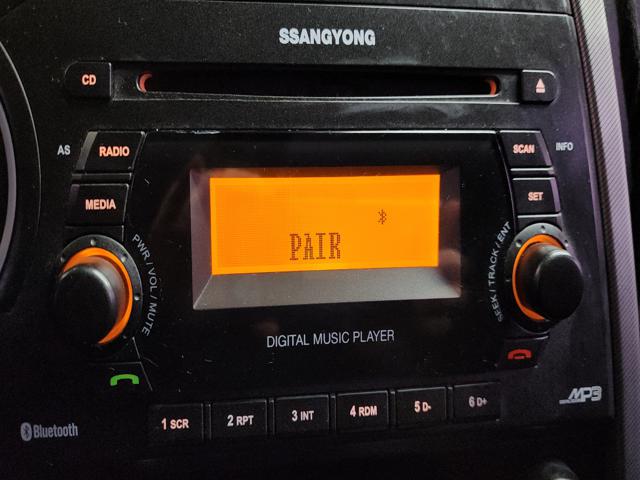 SSANGYONG
CD
AS
RADIO
SCAN
INFO
MEDIA
SET
PAIR
PWR / VOL / MUTE
SEEK / TRACK / ENT
DIGITAL MUSIC PLAYER
1 SCR
2 RPT
3 INT
4 RDM
5 D-
6 D+
MP3
Bluetooth